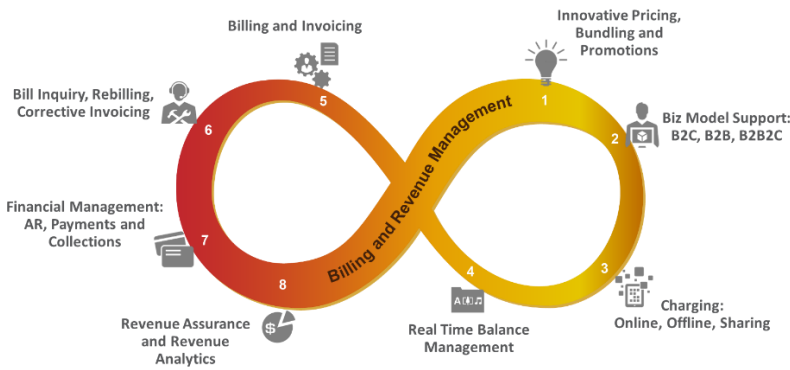 Innovative Pricing,
Bundling and
Promotions
1
Biz Model Support:
B2C, B2B, B2B2C
2
3
Charging:
Online, Offline, Sharing
4
Real Time Balance
Management
Billing and Invoicing
5
Bill Inquiry, Rebilling,
Corrective Invoicing
6
Financial Management:
AR, Payments and
Collections
7
8
Revenue Assurance
and Revenue
Analytics
Billing and Revenue Management
$